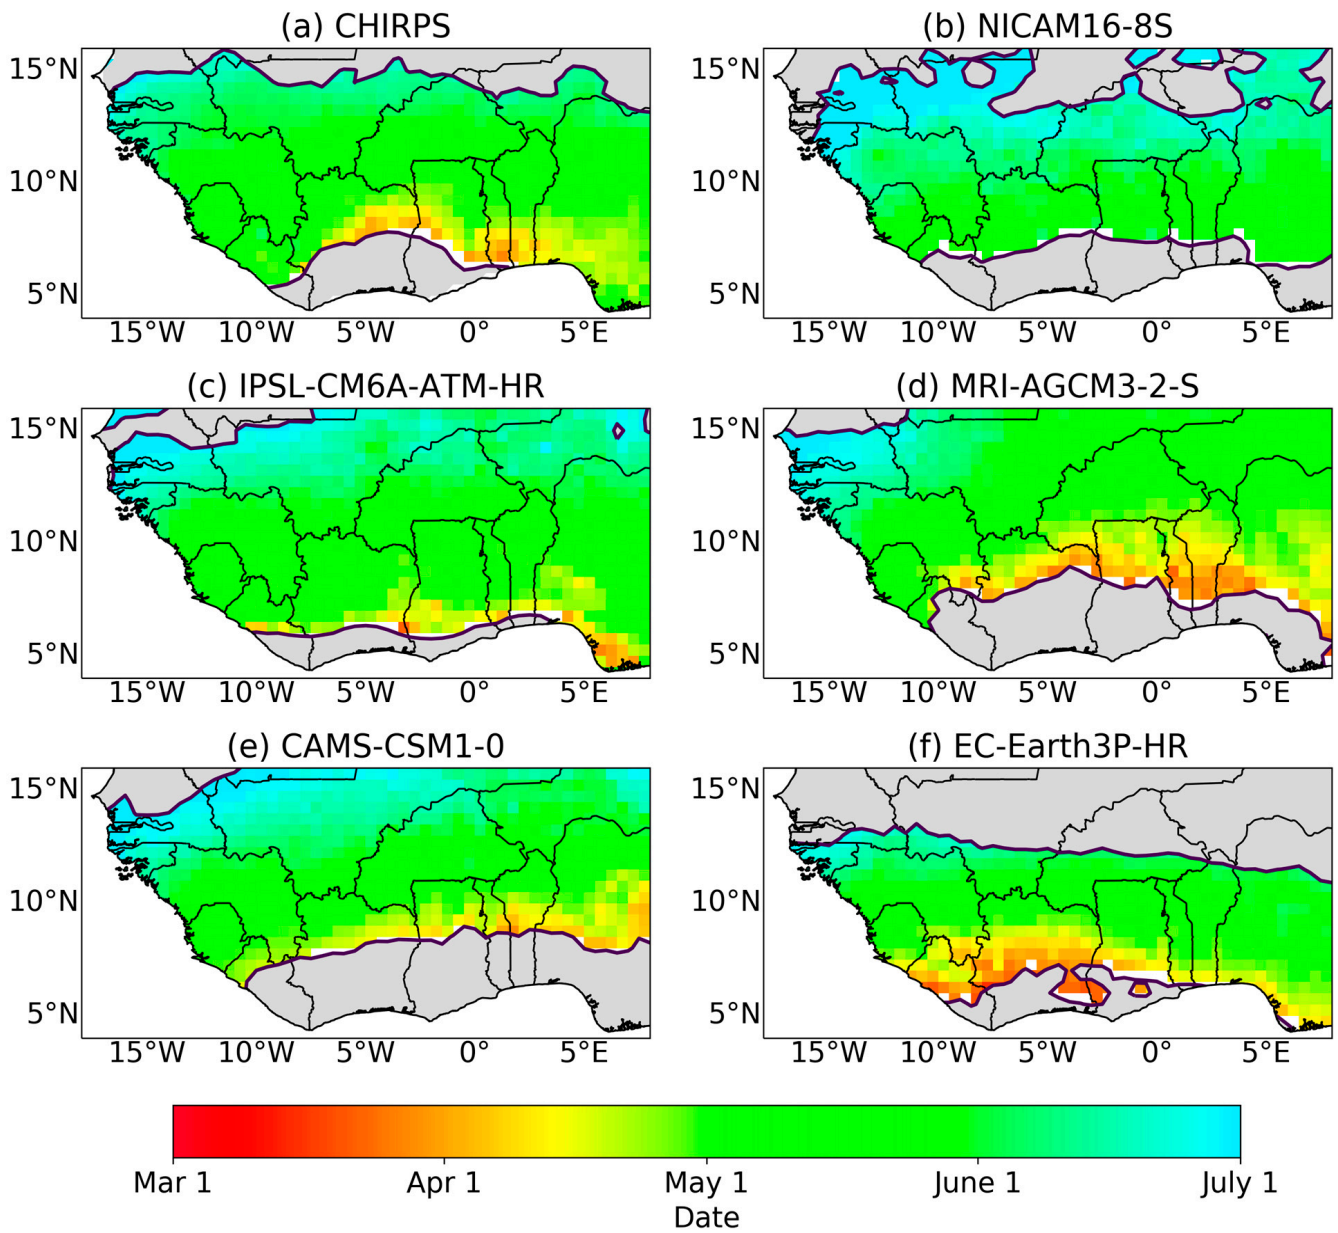 (a) CHIRPS
(b) NICAM16-8S
15°N
10°N
5°N
15°W 10°W 5°W 0° 5°E
15°N
10°N
5°N
15°W 10°W 5°W 0° 5°E
(c) IPSL-CM6A-ATM-HR
(d) MRI-AGCM3-2-S
15°N
10°N
5°N
15°W 10°W 5°W 0° 5°E
15°N
10°N
5°N
15°W 10°W 5°W 0° 5°E
(e) CAMS-CSM1-0
(f) EC-Earth3P-HR
15°N
10°N
5°N
15°W 10°W 5°W 0° 5°E
15°N
10°N
5°N
15°W 10°W 5°W 0° 5°E
Mar 1 Apr 1 May 1 June 1 July 1
Date